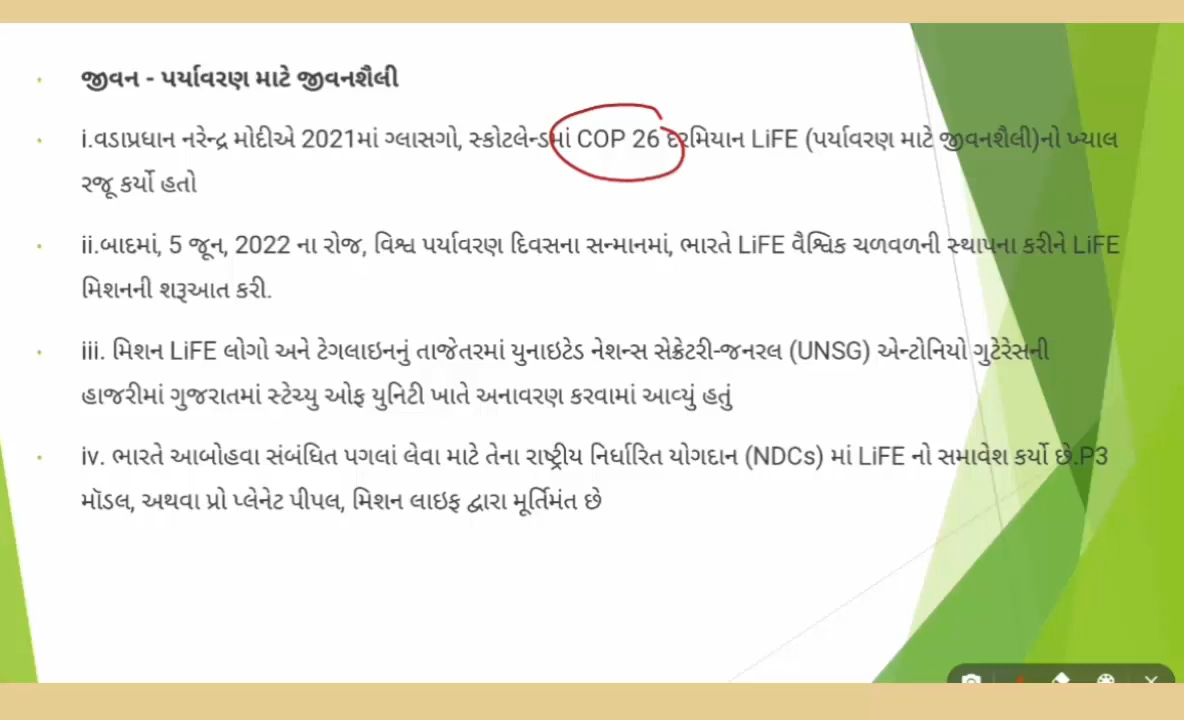 જીવન - પર્યાવરણ માટે જીવનશૈલી
i.વડાપ્રધાન નરેન્દ્ર મોદીએ 2021માં ગ્લાસગો, સ્કોટલેન્ડમાં COP 26 દરમિયાન LiFE (પર્યાવરણ માટે જીવનશૈલી)નો ખ્યાલ
રજૂ કર્યો હતો
ii.બાદમાં, 5 જૂન, 2022 ના રોજ, વિશ્વ પર્યાવરણ દિવસના સન્માનમાં, ભારતે LiFE વૈશ્વિક ચળવળની સ્થાપના કરીને LiFE
મિશનની શરૂઆત કરી.
iii. મિશન LiFE લોગો અને ટેગલાઇનનું તાજેતરમાં યુનાઇટેડ નેશન્સ સેક્રેટરી-જનરલ (UNSG) એન્ટોનિયો ગુટેરેસની
હાજરીમાં ગુજરાતમાં સ્ટેચ્યુ ઓફ યુનિટી ખાતે અનાવરણ કરવામાં આવ્યું હતું
iv. ભારતે આબોહવા સંબંધિત પગલાં લેવા માટે તેના રાષ્ટ્રીય નિર્ધારિત યોગદાન (NDCs) માં LiFE નો સમાવેશ કર્યો છે.P3
મૉડલ, અથવા પ્રો પ્લેનેટ પીપલ, મિશન લાઇફ દ્વારા મૂર્તિમંત છે